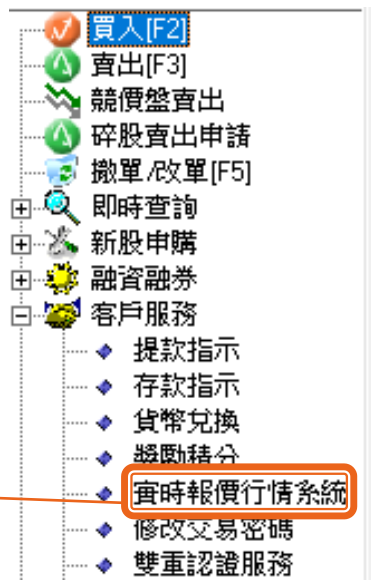 買入[F2]
賣出[F3]
競價盤賣出
碎股賣出申請
撤單/改單[F5]
即時查詢
新股申購
融資融券
客戶服務
提款指示
存款指示
貨幣兌換
獎勵積分
實時報價行情系統
修改交易密碼
雙重認證服務